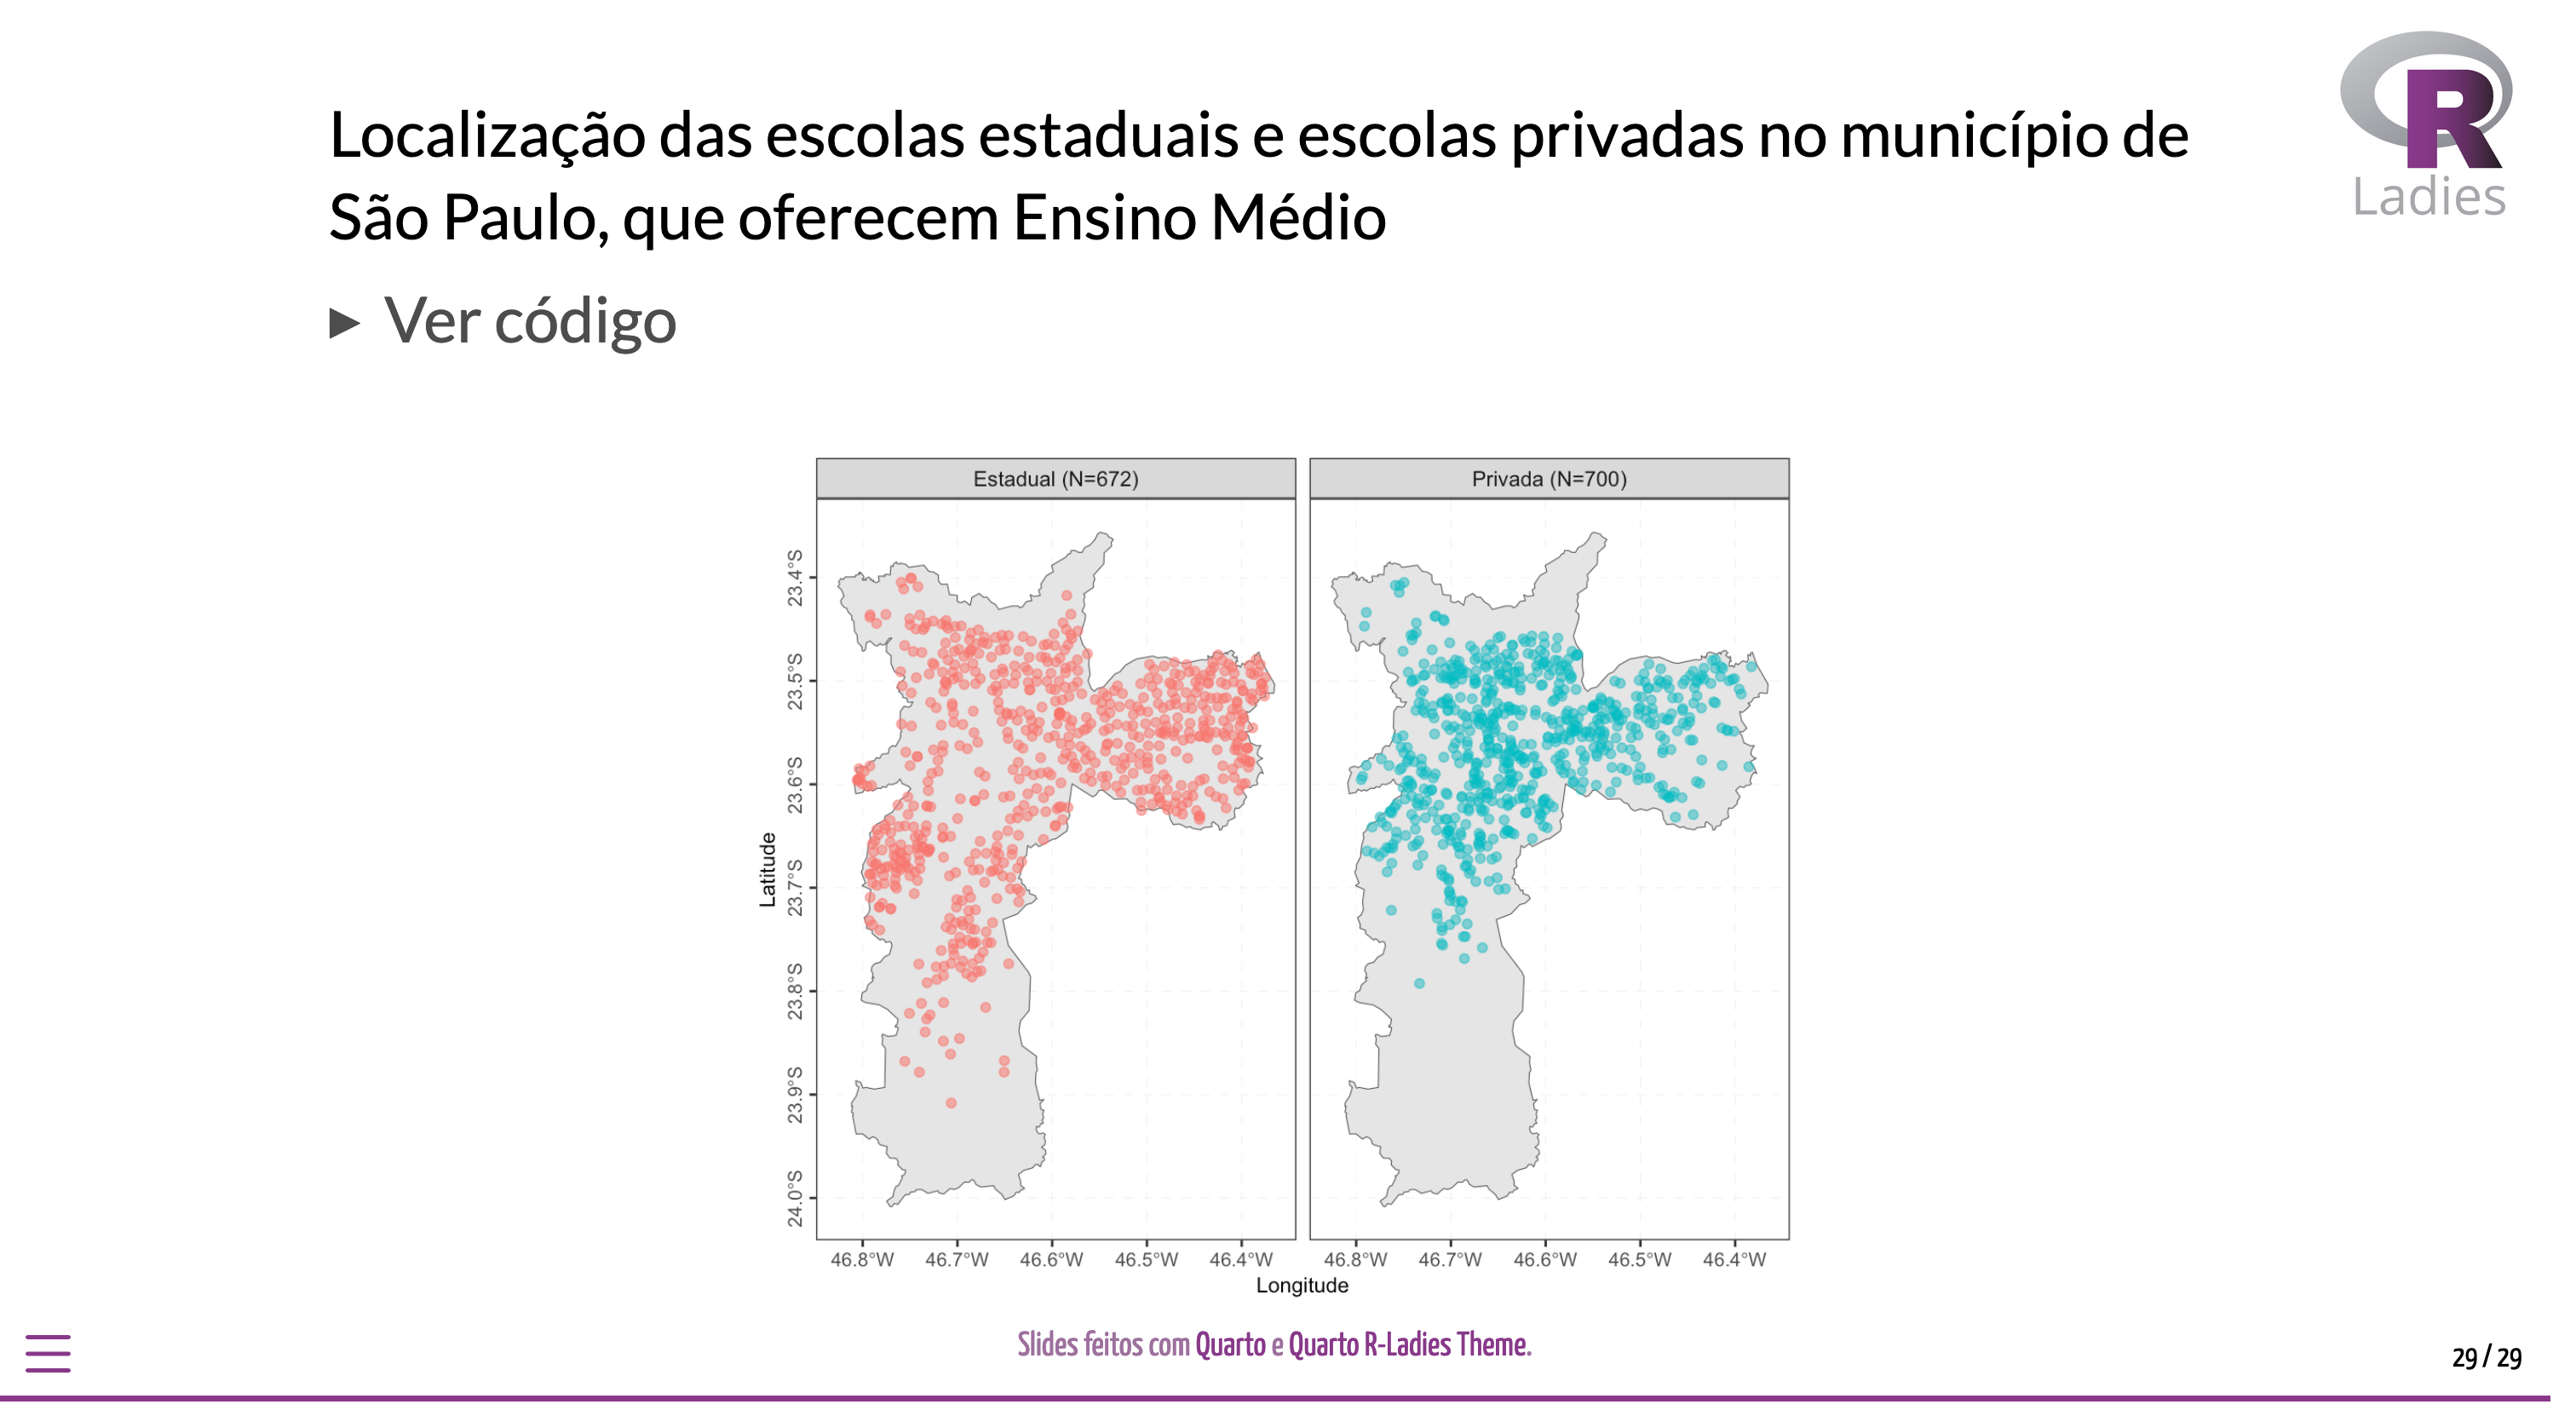 Localização das escolas estaduais e escolas privadas no município de
São Paulo, que oferecem Ensino Médio
R
Ladies
▶ Ver código
Estadual (N=672)
Privada (N=700)
Latitude
23.4°S
23.5°S
23.6°S
23.7°S
23.8°S
23.9°S
24.0°S
46.8°W 46.7°W 46.6°W 46.5°W 46.4°W
46.8°W 46.7°W 46.6°W 46.5°W 46.4°W
Longitude
Slides feitos com Quarto e Quarto R-Ladies Theme.
29 / 29